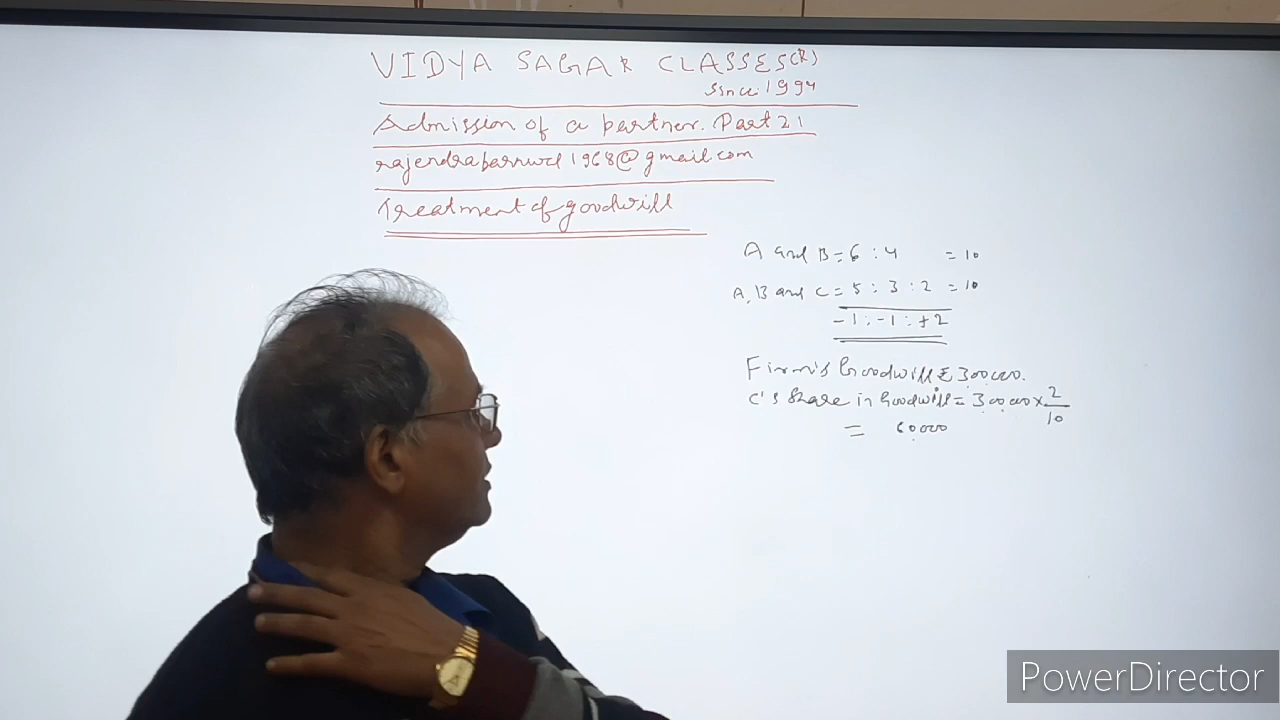 VIDYA SAGAR CLASSES(R)
Since 1994
Admission of a partner. Part 21
rajendrabarnwel1968@gmail.com
Treatment of goodwill
A and B = 6 : 4 = 10
A, B and C = 5 : 3 : 2 = 10
-1 : -1 : +2
Firm's Goodwill ₹ 300000.
C's Share in Goodwill = 300000 × 2/10
= 60000
PowerDirector